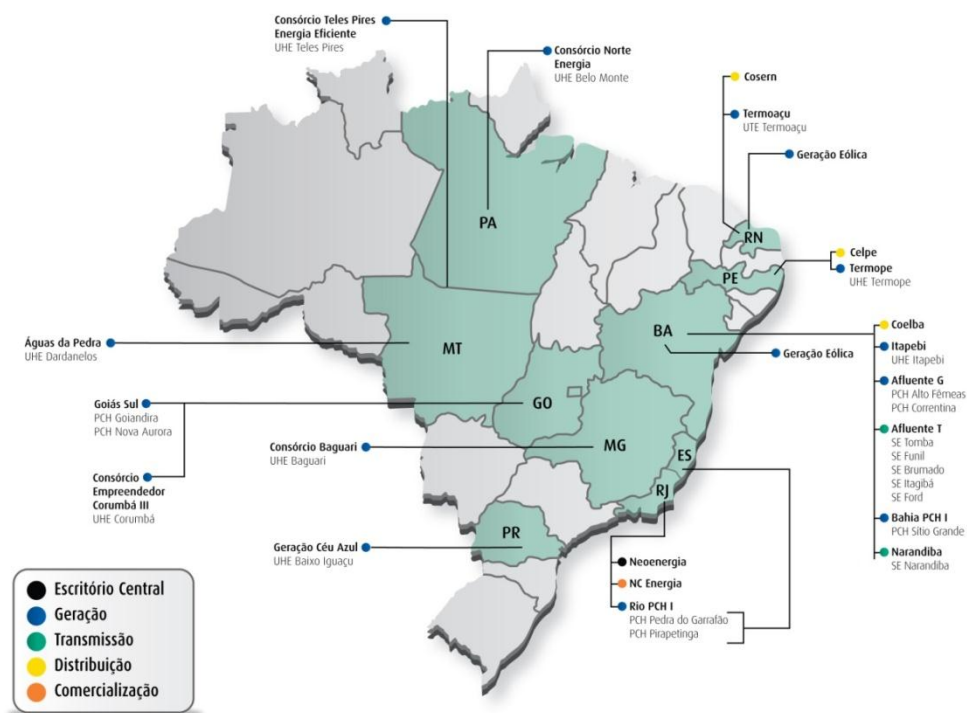 Consórcio Teles Pires
Energia Eficiente
UHE Teles Pires
Consórcio Norte
Energia
UHE Belo Monte
Cosern
Termoaçu
UTE Termoaçu
Geração Eólica
PA
RN
Celpe
Termope
UHE Termope
PE
Coelba
BA
Itapebi
UHE Itapebi
Geração Eólica
Águas da Pedra
UHE Dardanelos
MT
Afluente G
PCH Alto Fêmeas
PCH Correntina
Goiás Sul
PCH Goiandira
PCH Nova Aurora
GO
Afluente T
SE Tomba
SE Funil
SE Brumado
SE Itagibá
SE Ford
Consórcio Baguari
UHE Baguari
MG
ES
Consórcio
Empreendedor
Corumbá III
UHE Corumbá
RJ
Bahia PCH I
PCH Sítio Grande
PR
Geração Céu Azul
UHE Baixo Iguaçu
Narandiba
SE Narandiba
Neoenergia
NC Energia
Rio PCH I
PCH Pedra do Garrafão
PCH Pirapetinga
Escritório Central
Geração
Transmissão
Distribuição
Comercialização